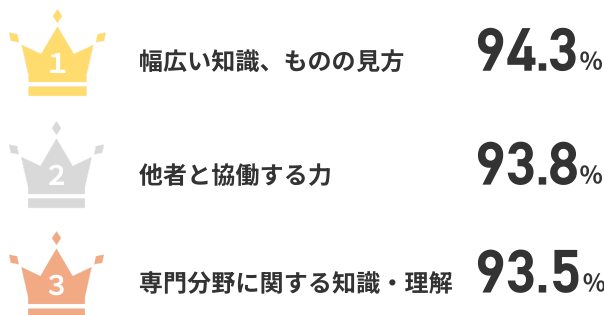 1 幅広い知識、ものの見方 94.3%
2 他者と協働する力 93.8%
3 専門分野に関する知識・理解 93.5%